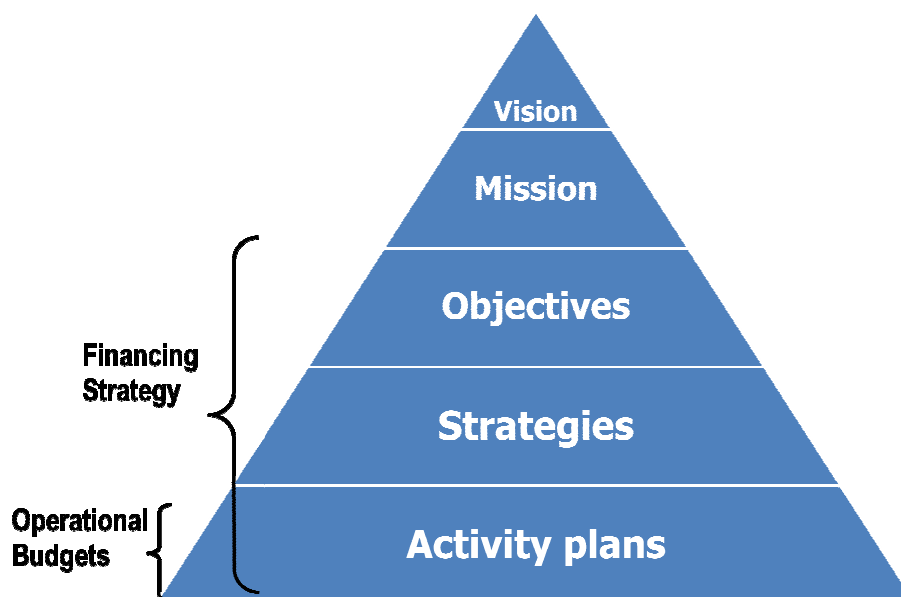 Vision
Mission
Objectives
Financing
Strategy
Strategies
Operational
Budgets
Activity plans